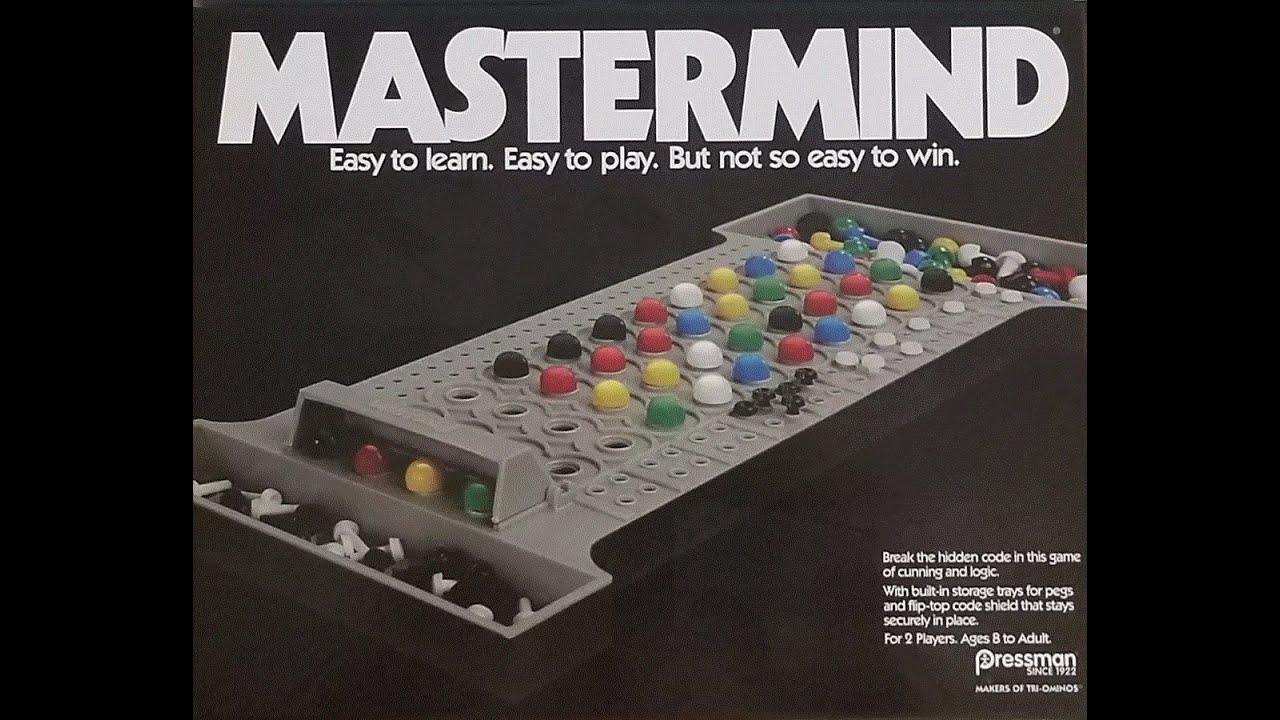 MASTERMIND®
Easy to learn. Easy to play. But not so easy to win.
Break the hidden code in this game
of cunning and logic.
With built-in storage trays for pegs
and flip-top code shield that stays
securely in place.
For 2 Players. Ages 8 to Adult.
Pressman
SINCE 1922
MAKERS OF TRI-OMINOS®